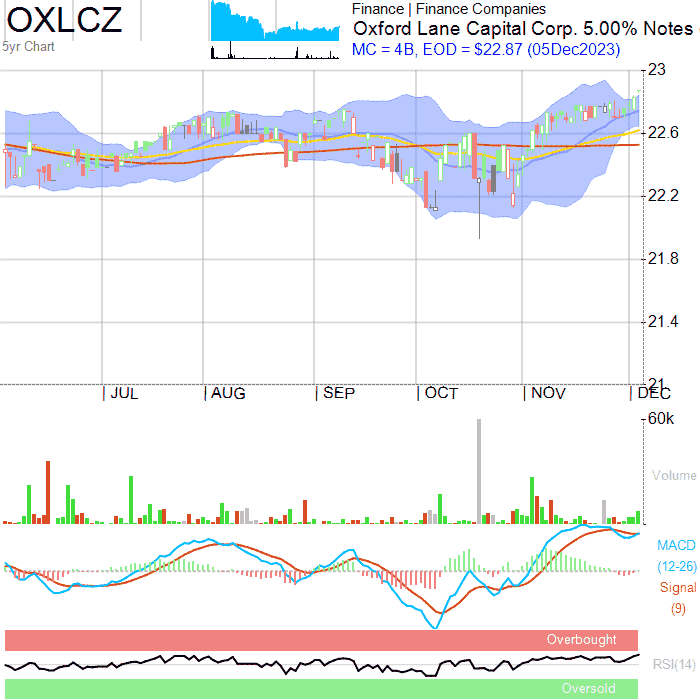 OXLCZ
5yr Chart
Finance | Finance Companies
Oxford Lane Capital Corp. 5.00% Notes
MC = 4B, EOD = $22.87 (05Dec2023)
23
22.6
22.2
21.8
21.4
21
JUL AUG SEP OCT NOV DEC
60k
Volume
MACD
(12-26)
Signal
(9)
Overbought
RSI(14)
Oversold